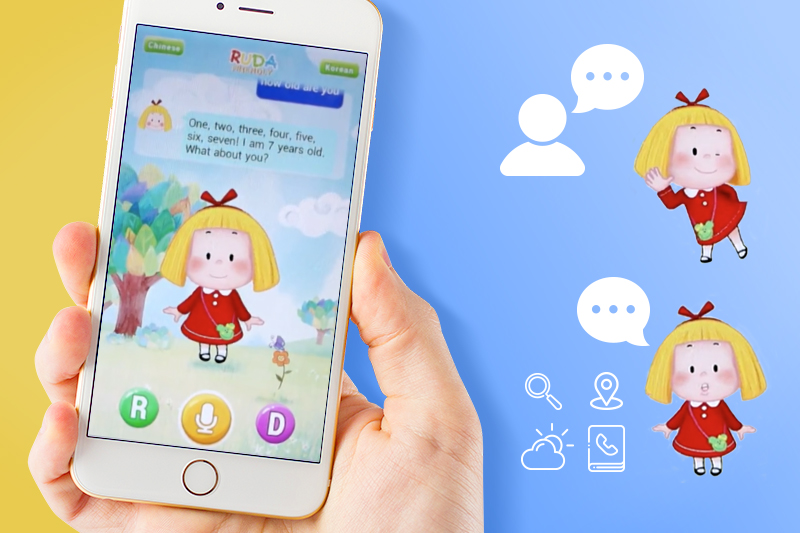 Chinese
RUDA
Korean
how old are you
One, two, three, four, five,
six, seven! I am 7 years old.
What about you?
R
D